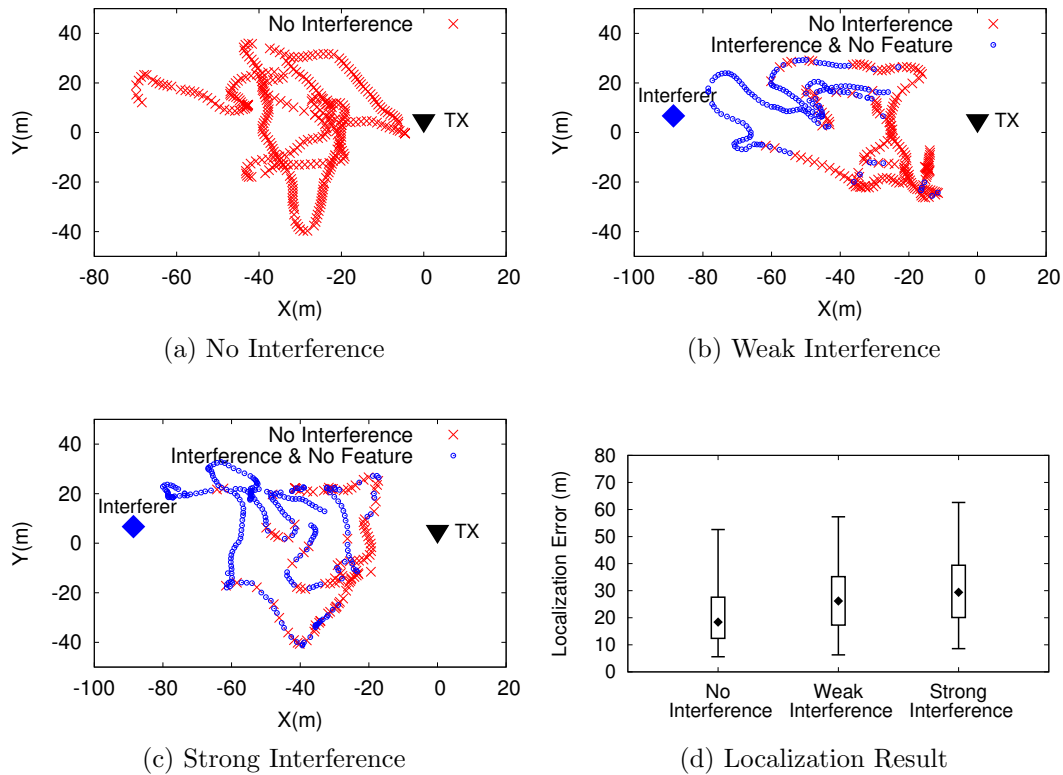 No Interference
Y(m)
40
20
0
-20
-40
-80
-60
-40
-20
0
20
X(m)
TX
(a) No Interference
No Interference
Interference & No Feature
Interferer
TX
Y(m)
40
20
0
-20
-40
-100
-80
-60
-40
-20
0
20
X(m)
(b) Weak Interference
No Interference
Interference & No Feature
Interferer
TX
Y(m)
40
20
0
-20
-40
-100
-80
-60
-40
-20
0
20
X(m)
(c) Strong Interference
Localization Error (m)
80
70
60
50
40
30
20
10
0
No
Interference
Weak
Interference
Strong
Interference
(d) Localization Result